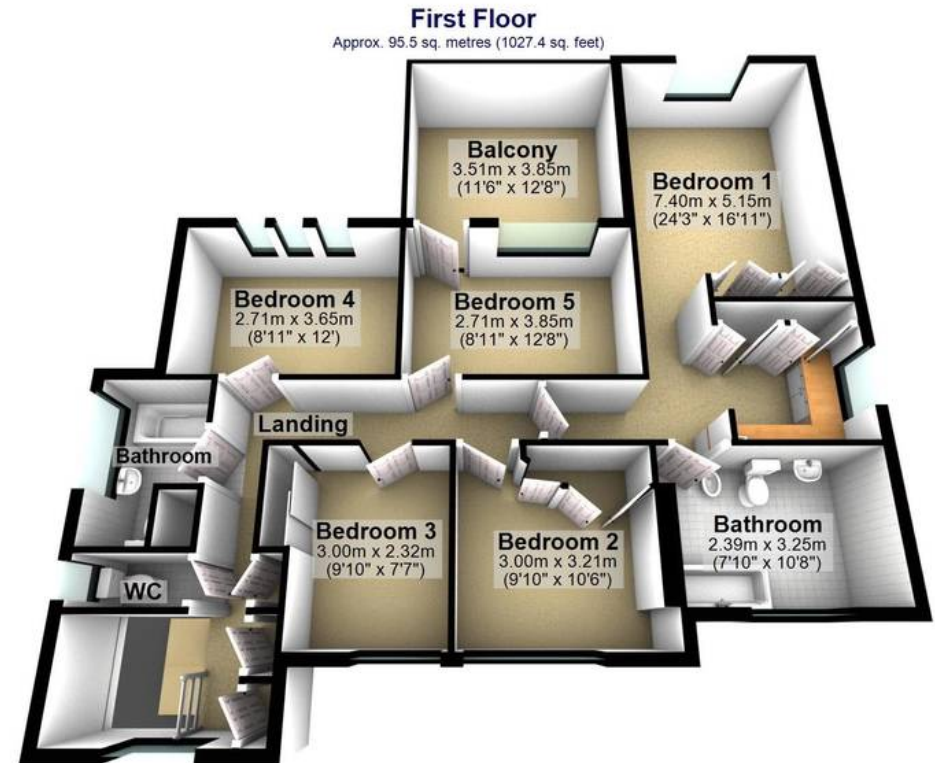 First Floor
Approx. 95.5 sq. metres (1027.4 sq. feet)
Balcony
3.51m x 3.85m
(11'6" x 12'8")
Bedroom 1
7.40m x 5.15m
(24'3" x 16'11")
Bedroom 4
2.71m x 3.65m
(8'11" x 12')
Bedroom 5
2.71m x 3.85m
(8'11" x 12'8")
Landing
Bathroom
Bedroom 3
3.00m x 2.32m
(9'10" x 7'7")
Bedroom 2
3.00m x 3.21m
(9'10" x 10'6")
Bathroom
2.39m x 3.25m
(7'10" x 10'8")
WC